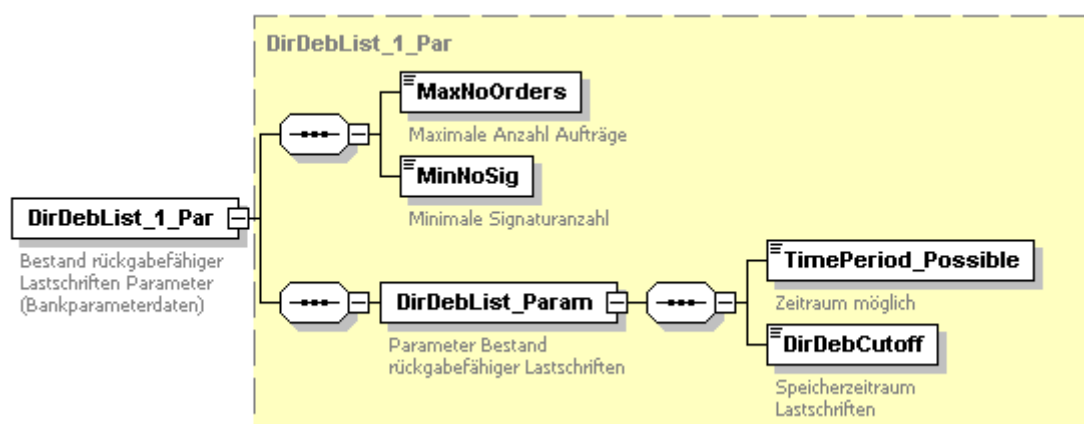 DirDebList_1_Par
MaxNoOrders
Maximale Anzahl Aufträge
MinNoSig
Minimale Signaturanzahl
DirDebList_1_Par
Bestand rückgabefähiger
Lastschriften Parameter
(Bankparameterdaten)
DirDebList_Param
Parameter Bestand
rückgabefähiger Lastschriften
TimePeriod_Possible
Zeitraum möglich
DirDebCutoff
Speicherzeitraum
Lastschriften